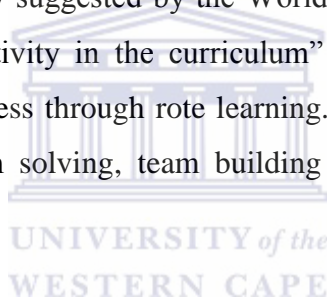 suggested by the World
tivity in the curriculum”
ess through rote learning.
solving, team building
UNIVERSITY of the
WESTERN CAPE